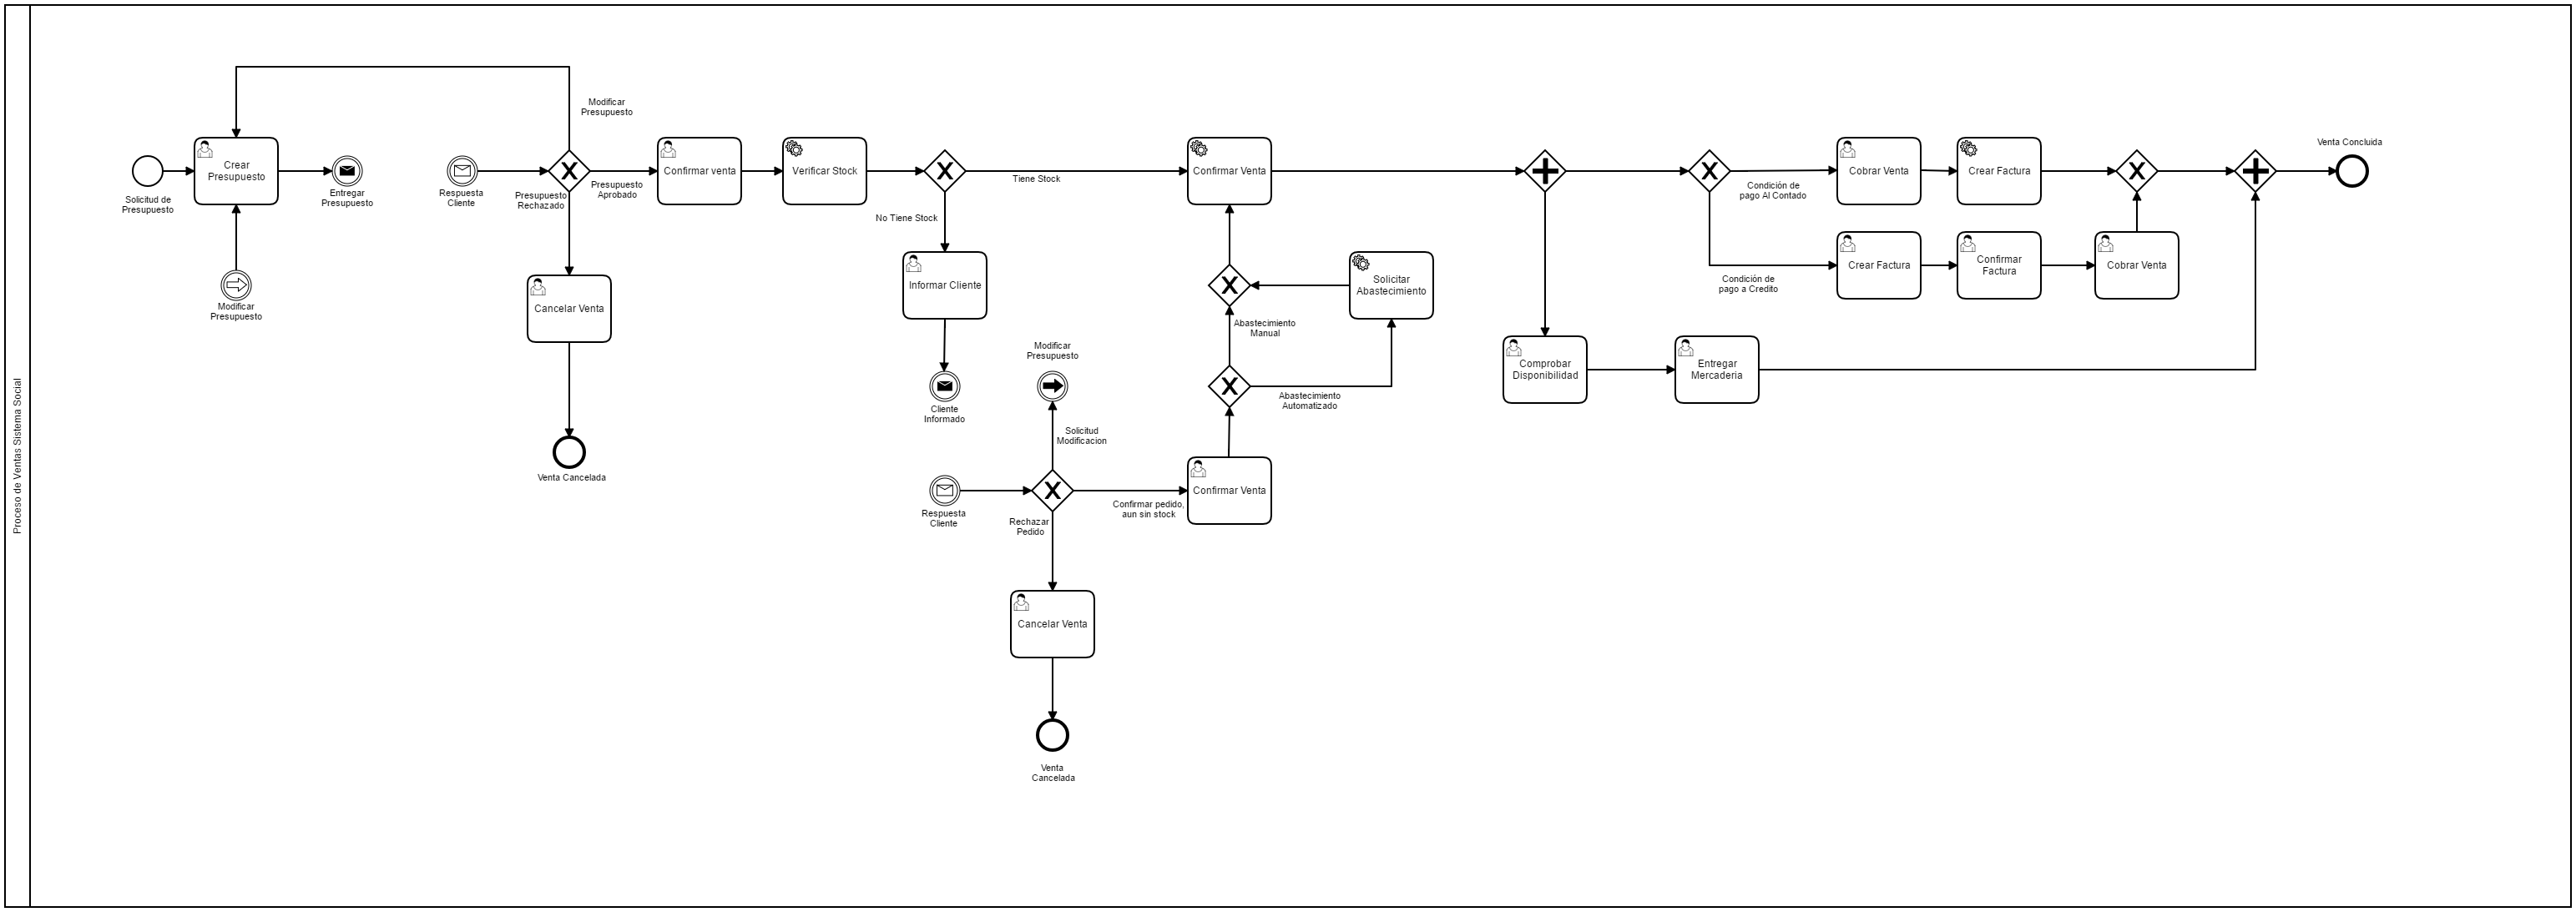 Proceso de Ventas Sistema Social
Solicitud de
Presupuesto
Crear
Presupuesto
Modificar
Presupuesto
Entregar
Presupuesto
Respuesta
Cliente
Modificar
Presupuesto
Presupuesto
Rechazado
Presupuesto
Aprobado
Cancelar Venta
Venta Cancelada
Confirmar venta
Verificar Stock
Tiene Stock
No Tiene Stock
Informar Cliente
Cliente
Informado
Respuesta
Cliente
Modificar
Presupuesto
Solicitud
Modificacion
Rechazar
Pedido
Confirmar pedido,
aun sin stock
Cancelar Venta
Venta
Cancelada
Confirmar Venta
Abastecimiento
Automatizado
Abastecimiento
Manual
Solicitar
Abastecimiento
Confirmar Venta
Comprobar
Disponibilidad
Entregar
Mercaderia
Condición de
pago Al Contado
Cobrar Venta
Crear Factura
Condición de
pago a Credito
Crear Factura
Confirmar
Factura
Cobrar Venta
Venta Concluida